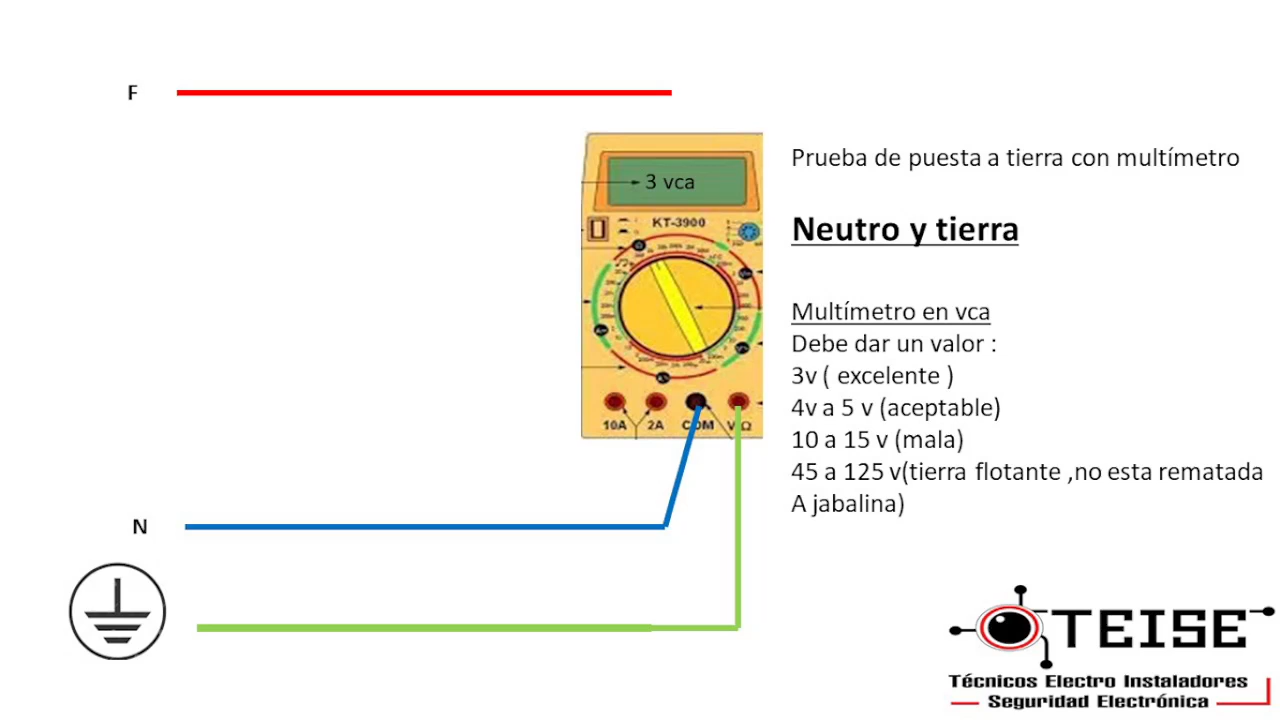 F
Prueba de puesta a tierra con multímetro
3 vca
KT-3900
Neutro y tierra
Multímetro en vca
Debe dar un valor :
3v ( excelente )
4v a 5 v (aceptable)
10A 2A COM VΩ
10 a 15 v (mala)
45 a 125 v(tierra flotante ,no esta rematada
A jabalina)
N
TEISE
Técnicos Electro Instaladores
Seguridad Electrónica